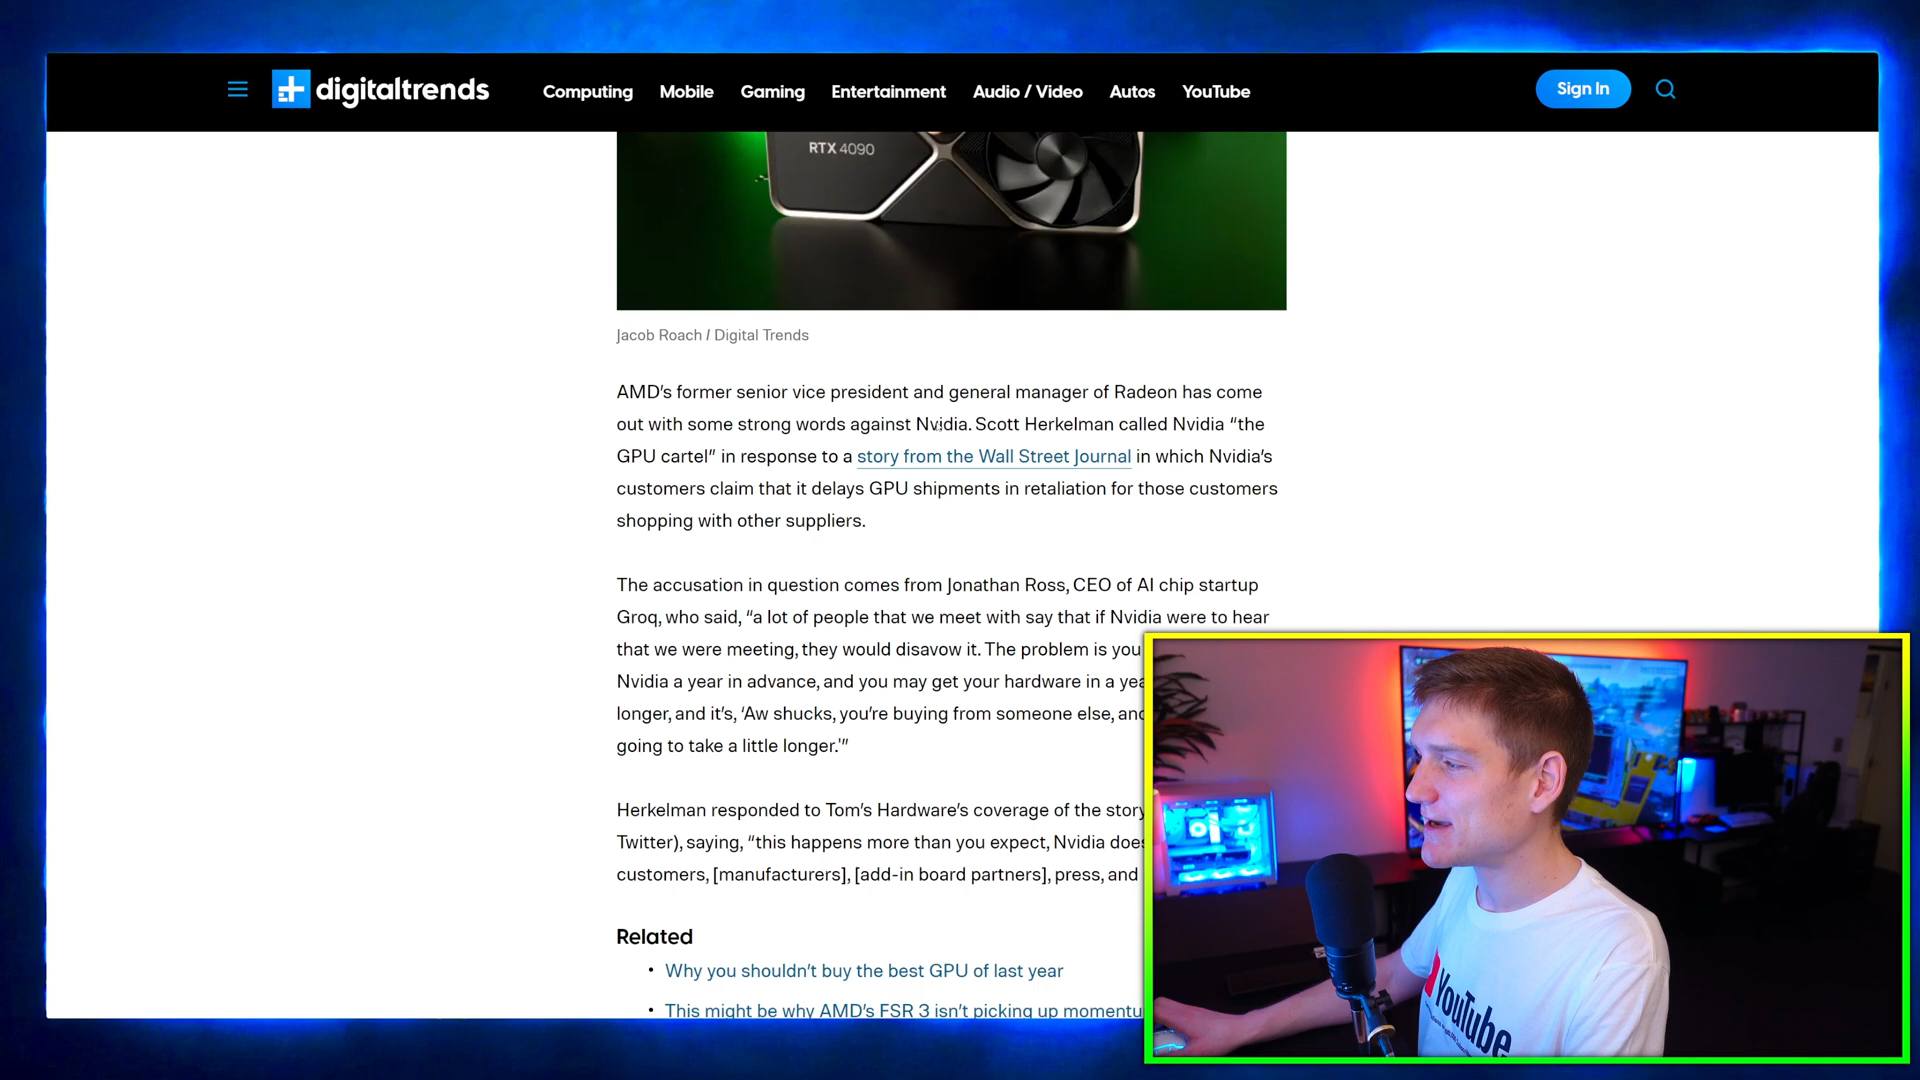 digitaltrends
Computing
Mobile
Gaming
Entertainment
Audio / Video
Autos
YouTube
Sign In
RTX 4090
Jacob Roach / Digital Trends
AMD’s former senior vice president and general manager of Radeon has come
out with some strong words against Nvidia. Scott Herkelman called Nvidia “the
GPU cartel” in response to a story from the Wall Street Journal in which Nvidia’s
customers claim that it delays GPU shipments in retaliation for those customers
shopping with other suppliers.
The accusation in question comes from Jonathan Ross, CEO of AI chip startup
Groq, who said, “a lot of people that we meet with say that if Nvidia were to hear
that we were meeting, they would disavow it. The problem is you
Nvidia a year in advance, and you may get your hardware in a yea
longer, and it’s, ‘Aw shucks, you’re buying from someone else, and
going to take a little longer.’”
Herkelman responded to Tom’s Hardware’s coverage of the story
Twitter), saying, “this happens more than you expect, Nvidia does
customers, [manufacturers], [add-in board partners], press, and
Related
• Why you shouldn’t buy the best GPU of last year
• This might be why AMD’s FSR 3 isn’t picking up momentu
YouTube